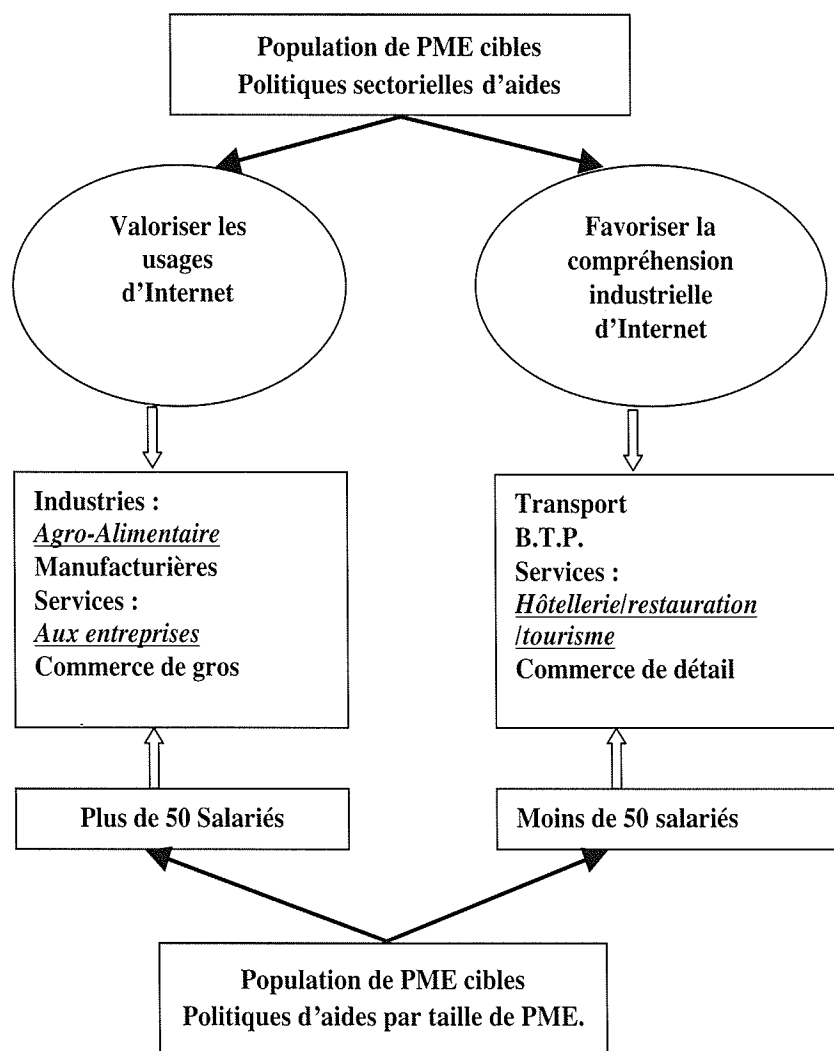 Population de PME cibles
Politiques sectorielles d'aides
Valoriser les
usages
d'Internet
Favoriser la
compréhension
industrielle
d'Internet
Industries :
Agro-Alimentaire
Manufacturières
Services :
Aux entreprises
Commerce de gros
Transport
B.T.P.
Services :
Hôtellerie/restauration
/tourisme
Commerce de détail
Plus de 50 Salariés
Moins de 50 salariés
Population de PME cibles
Politiques d'aides par taille de PME.